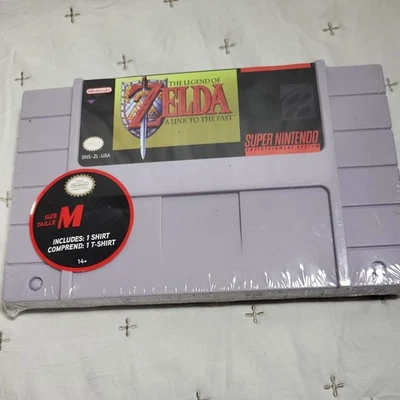 Nintendo
THE LEGEND OF
ZELDA
A LINK TO THE PAST
SNS-ZL-USA
SUPER NINTENDO
ENTERTAINMENT SYSTEM
SIZE
TAILLE
M
INCLUDES: 1 SHIRT
COMPREND: 1 T-SHIRT
14+